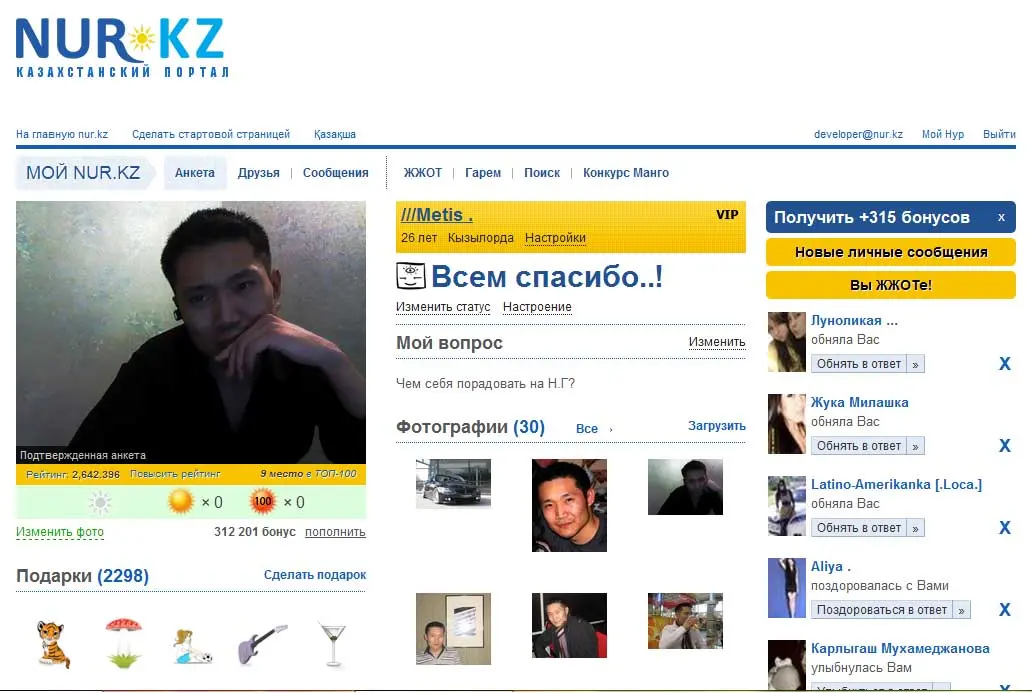 NUR KZ
КАЗАХСТАНСКИЙ ПОРТАЛ
На главную nur.kz Сделать стартовой страницей Қазақша developer@nur.kz Мой Нур Выйти
МОЙ NUR.KZ Анкета Друзья Сообщения ЖЖОТ Гарем Поиск Конкурс Манго
Подтвержденная анкета
Рейтинг: 2,642,396 Повысить рейтинг 9 место в ТОП-100
× 0 100 × 0
Изменить фото 312 201 бонус пополнить
Подарки (2298) Сделать подарок
///Metis . VIP
26 лет Кызылорда Настройки
Всем спасибо..!
Изменить статус Настроение
Мой вопрос Изменить
Чем себя порадовать на Н.Г?
Фотографии (30) Все › Загрузить
Получить +315 бонусов x
Новые личные сообщения
Вы ЖЖОТе!
Луноликая ...
обняла Вас
Обнять в ответ » X
Жука Милашка
обняла Вас
Обнять в ответ » X
Latino-Amerikanka [.Loca.]
обняла Вас
Обнять в ответ » X
Aliya .
поздоровалась с Вами
Поздороваться в ответ » X
Карлыгаш Мухамеджанова
улыбнулась Вам